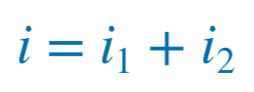 i = i₁ + i₂